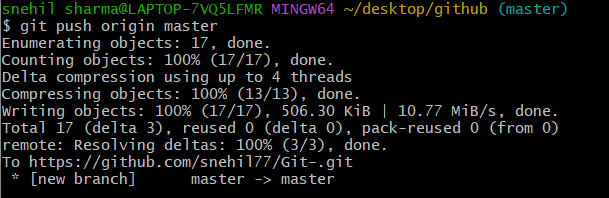 snehil sharma@LAPTOP-7VQ5LFMR MINGW64 ~/desktop/github (master)
$ git push origin master
Enumerating objects: 17, done.
Counting objects: 100% (17/17), done.
Delta compression using up to 4 threads
Compressing objects: 100% (13/13), done.
Writing objects: 100% (17/17), 506.30 KiB | 10.77 MiB/s, done.
Total 17 (delta 3), reused 0 (delta 0), pack-reused 0 (from 0)
remote: Resolving deltas: 100% (3/3), done.
To https://github.com/snehil77/Git-.git
 * [new branch]      master -> master